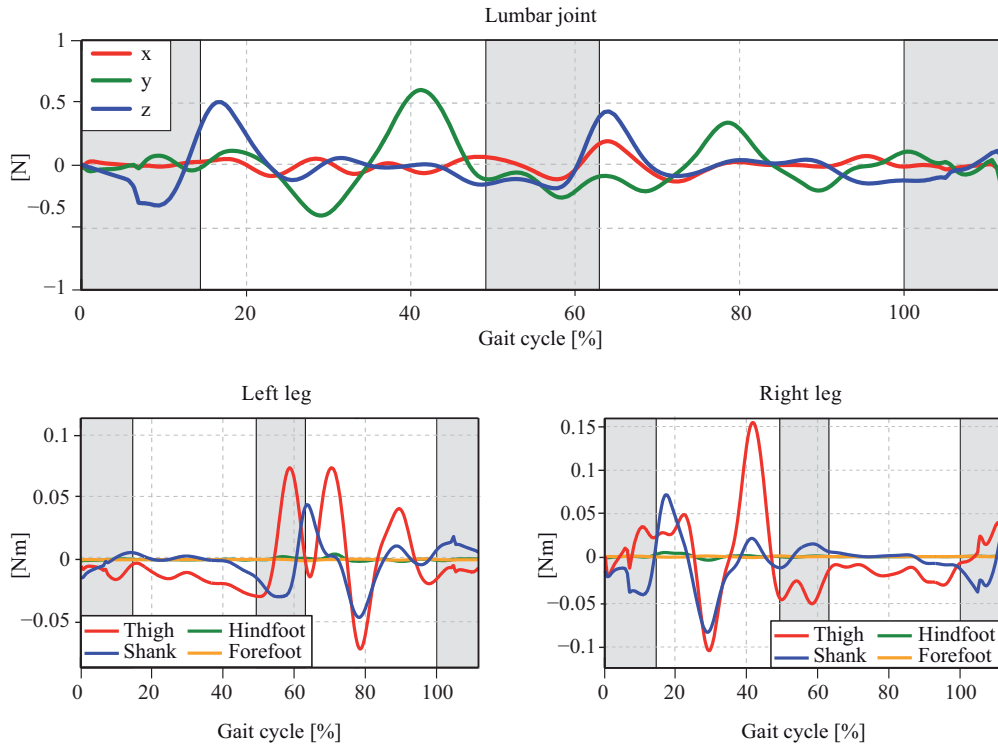 Lumbar joint
1
x
y
z
0.5
0
−0.5
−1
[N]
0 20 40 60 80 100
Gait cycle [%]
Left leg
0.1
0.05
0
−0.05
[Nm]
Thigh Hindfoot
Shank Forefoot
0 20 40 60 80 100
Gait cycle [%]
Right leg
0.15
0.1
0.05
0
−0.05
−0.1
[Nm]
Thigh Hindfoot
Shank Forefoot
0 20 40 60 80 100
Gait cycle [%]